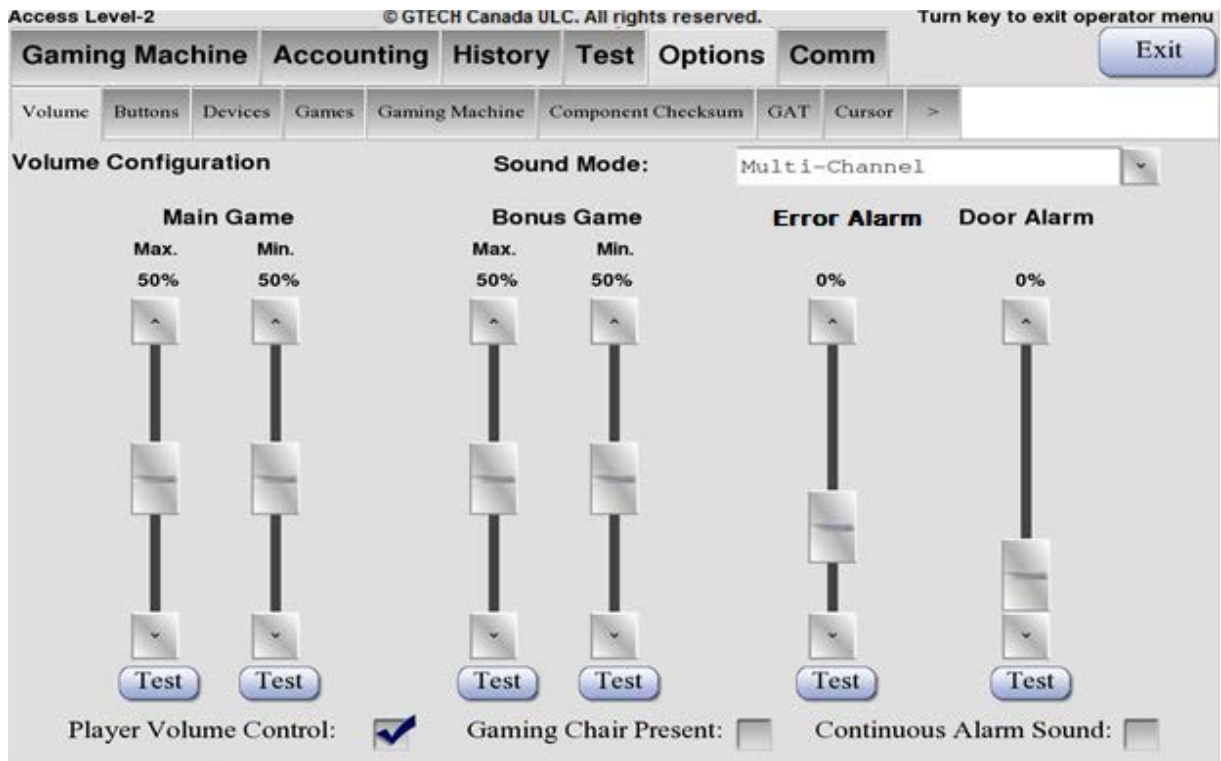 Access Level-2 © GTECH Canada ULC. All rights reserved. Turn key to exit operator menu
Gaming Machine Accounting History Test Options Comm Exit
Volume Buttons Devices Games Gaming Machine Component Checksum GAT Cursor >
Volume Configuration Sound Mode: Multi-Channel
Main Game Bonus Game Error Alarm Door Alarm
Max. Min. Max. Min.
50% 50% 50% 50% 0% 0%
Test Test Test Test Test Test
Player Volume Control: Gaming Chair Present: Continuous Alarm Sound: